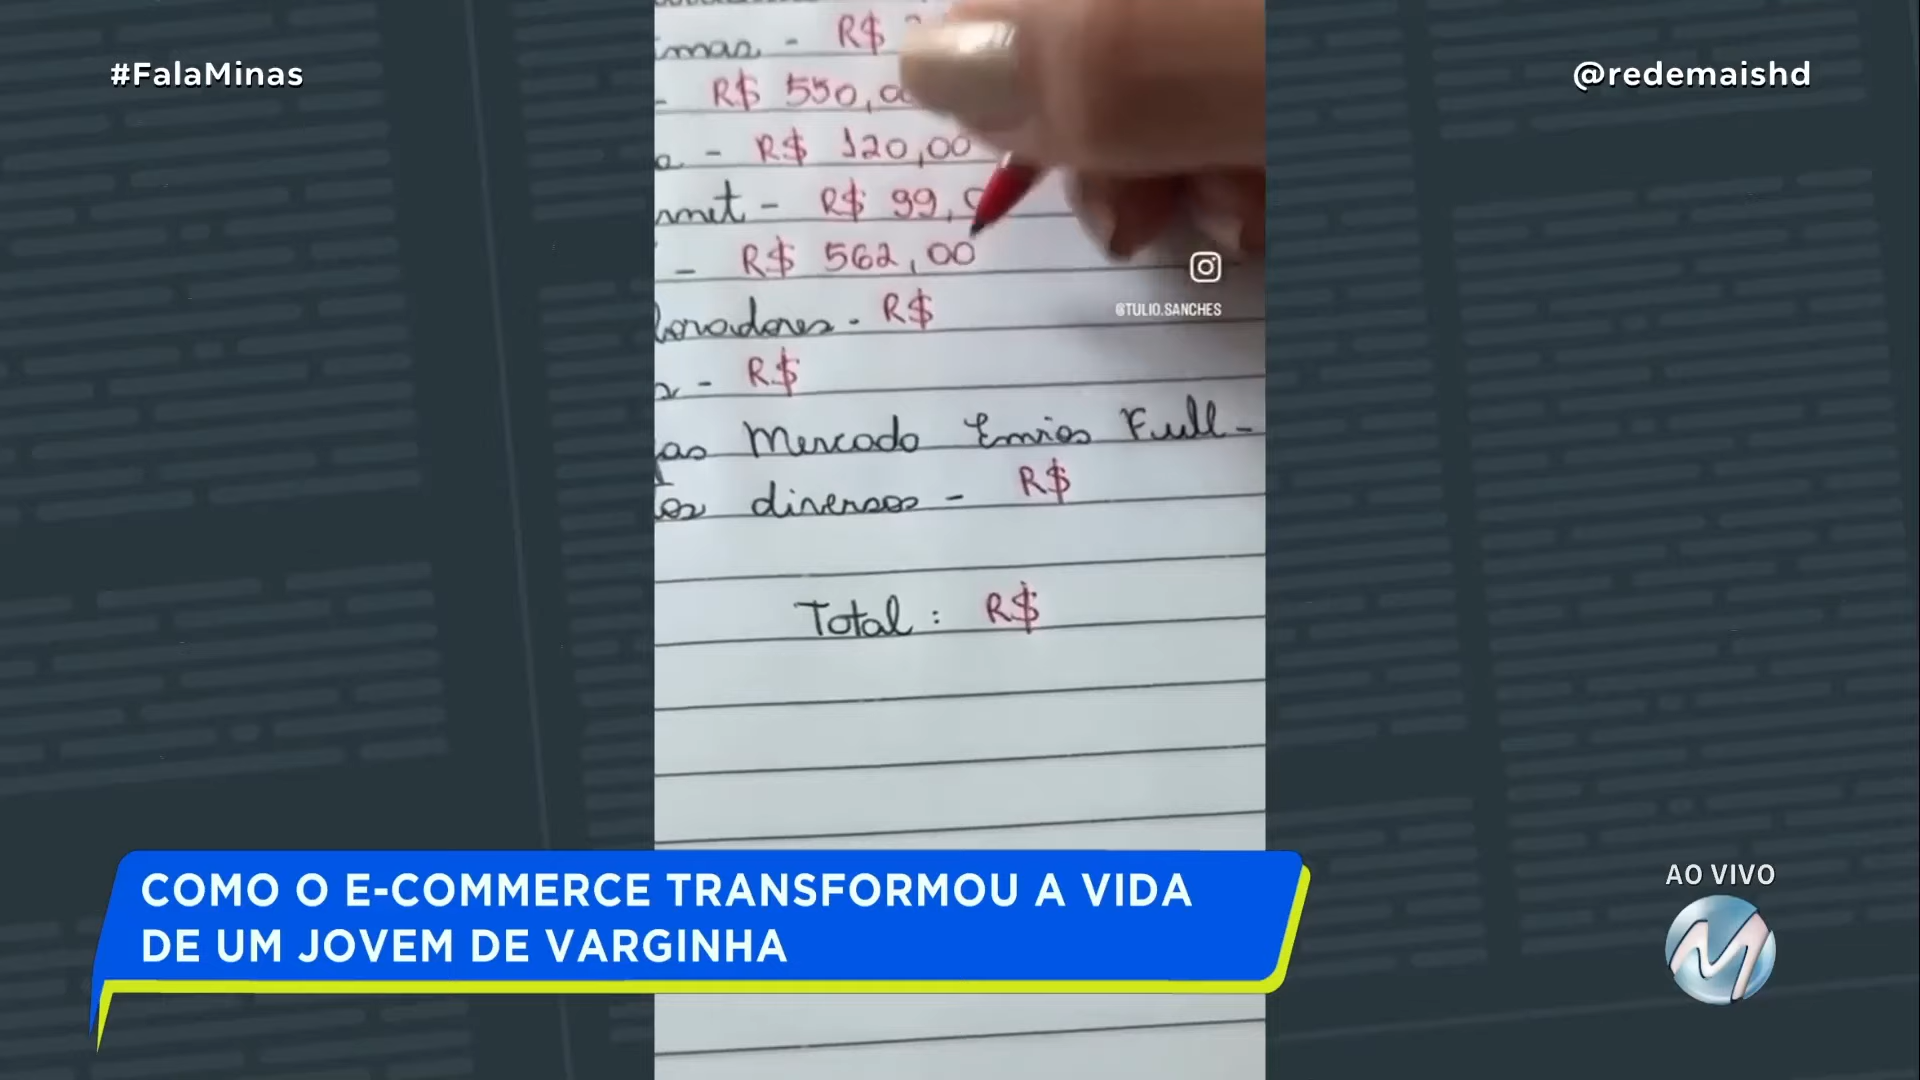 #FalaMinas
@redemaishd
- R$
- R$ 550,
- R$ 120,00
- R$ 99,
- R$ 562,00
- R$
- R$
Mercado Envios Full -
diversos - R$
Total : R$
@TULIO.SANCHES
COMO O E-COMMERCE TRANSFORMOU A VIDA
DE UM JOVEM DE VARGINHA
AO VIVO
M